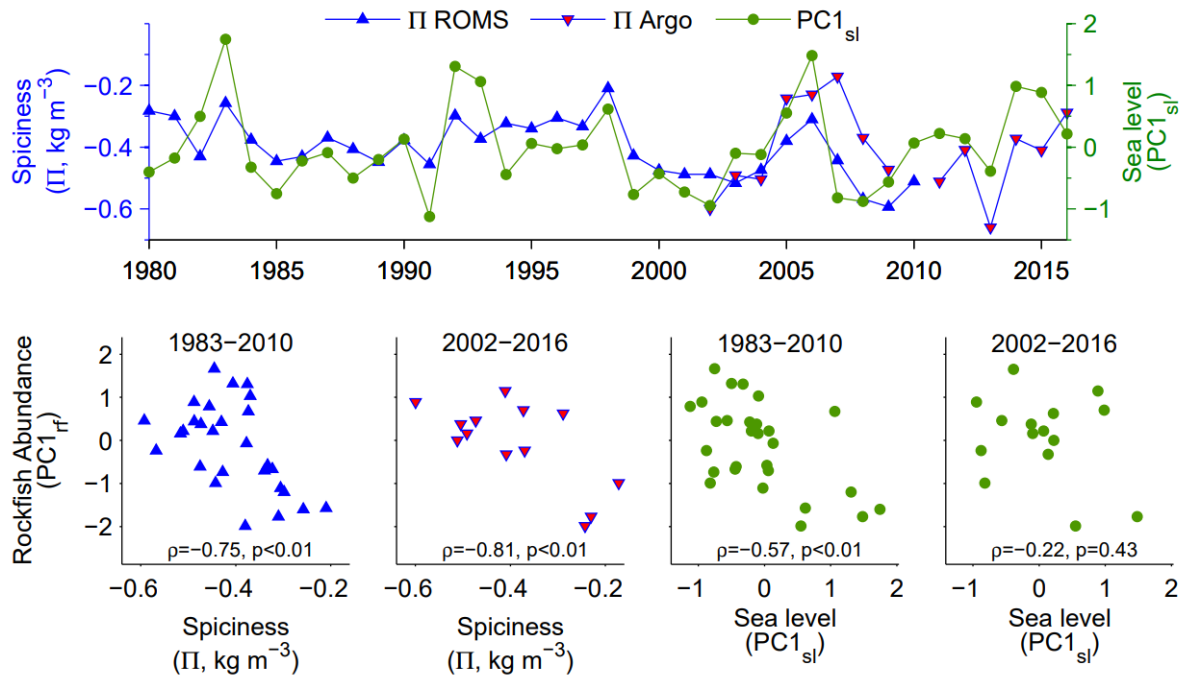 Π ROMS Π Argo PC1sl
Spiciness
(Π, kg m−3)
−0.2
−0.4
−0.6
2
1
0
−1
Sea level
(PC1sl)
1980 1985 1990 1995 2000 2005 2010 2015
Rockfish Abundance
(PC1rf)
2
1
0
−1
−2
1983−2010
ρ=−0.75, p<0.01
−0.6 −0.4 −0.2
Spiciness
(Π, kg m−3)
2002−2016
ρ=−0.81, p<0.01
−0.6 −0.4 −0.2
Spiciness
(Π, kg m−3)
1983−2010
ρ=−0.57, p<0.01
−1 0 1 2
Sea level
(PC1sl)
2002−2016
ρ=−0.22, p=0.43
−1 0 1 2
Sea level
(PC1sl)